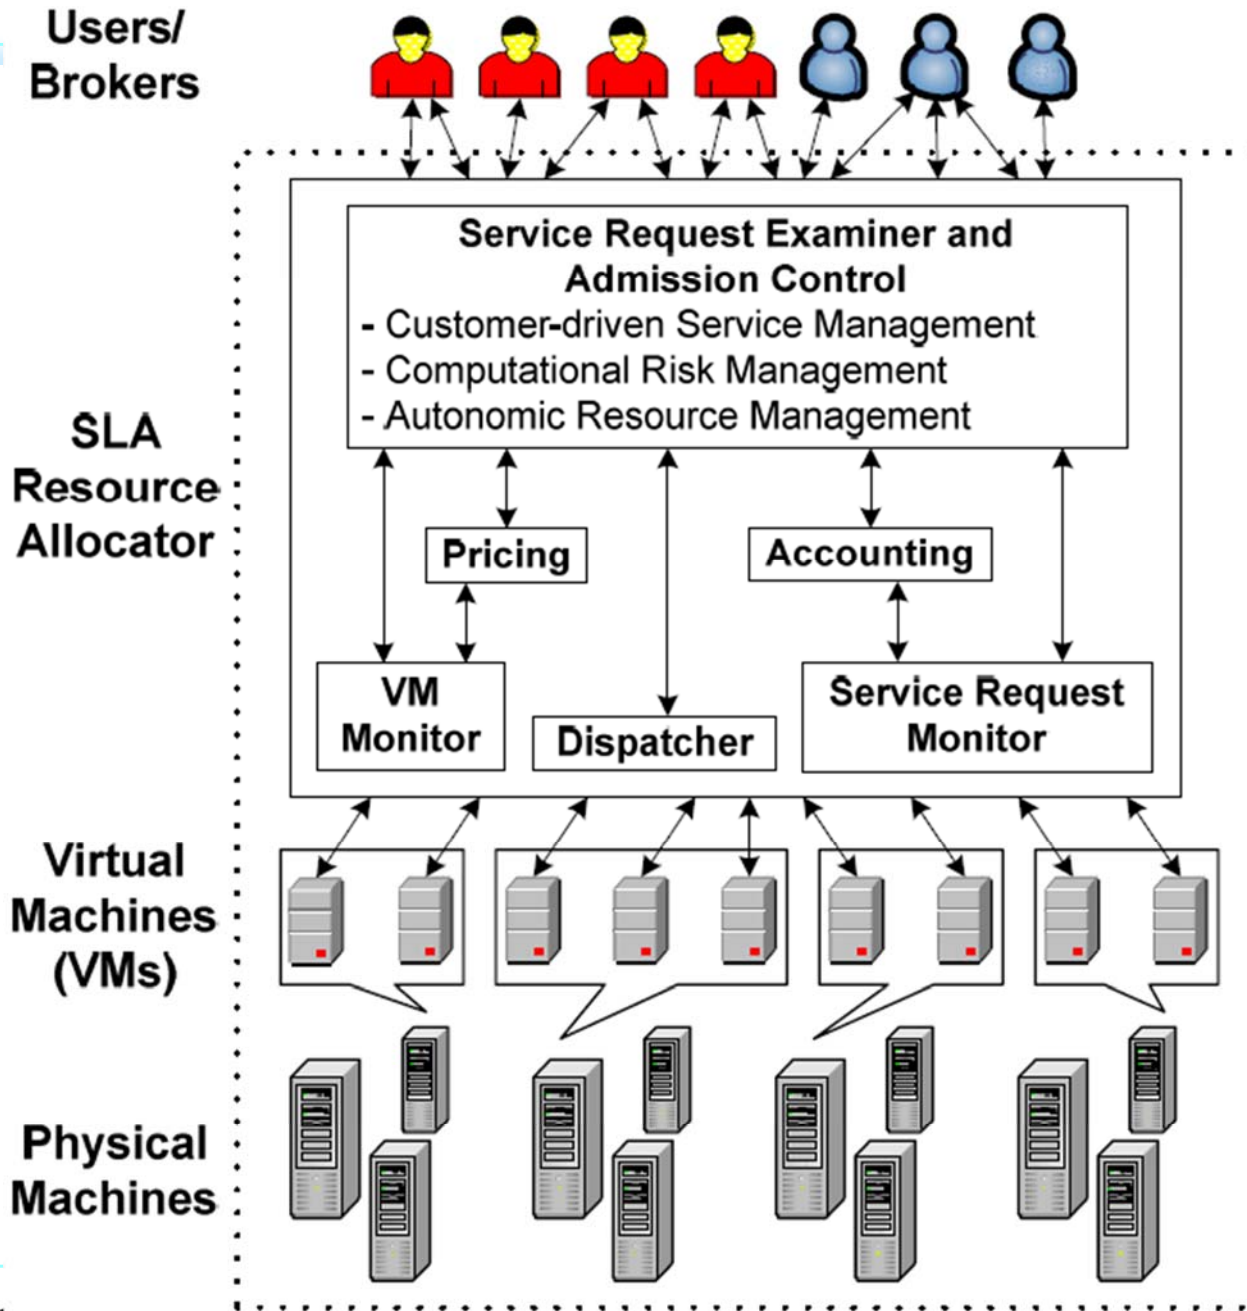 Users/
Brokers
Service Request Examiner and
Admission Control
- Customer-driven Service Management
- Computational Risk Management
- Autonomic Resource Management
SLA
Resource
Allocator
Pricing
Accounting
VM
Monitor
Dispatcher
Service Request
Monitor
Virtual
Machines
(VMs)
Physical
Machines